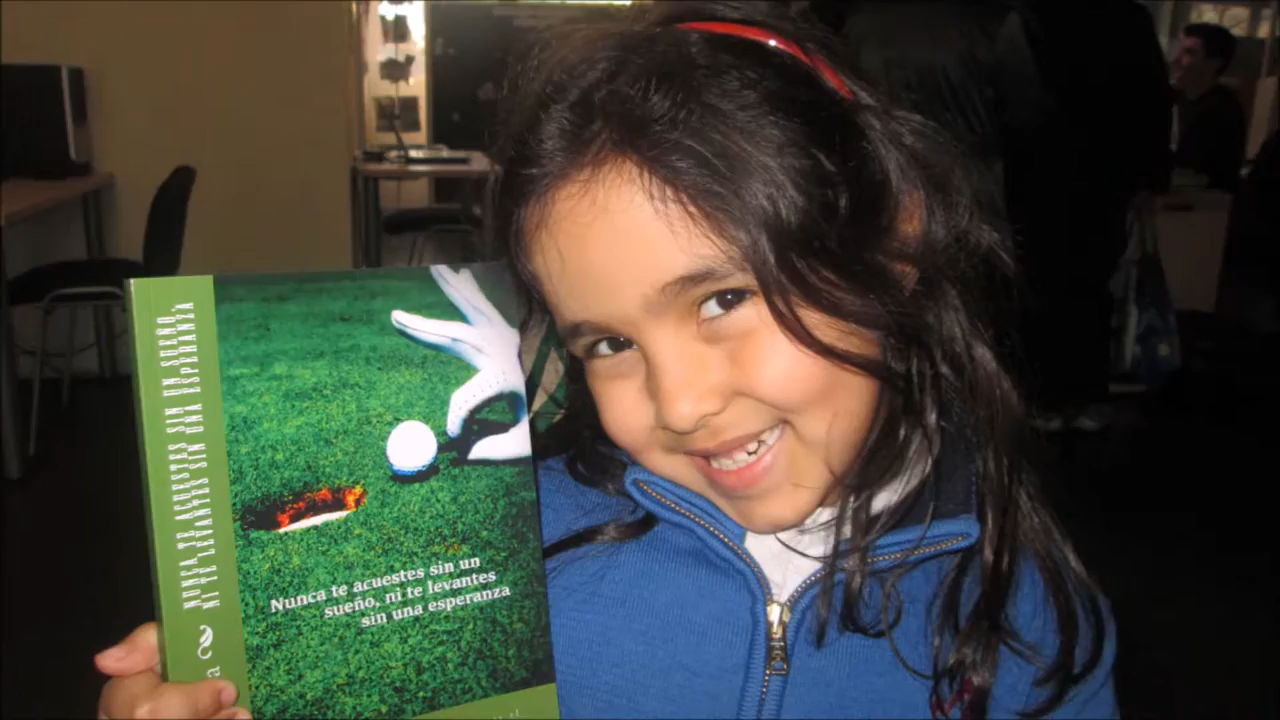 NUNCA TE ACUESTES SIN UN SUEÑO,
NI TE LEVANTES SIN UNA ESPERANZA
Nunca te acuestes sin un
sueño, ni te levantes
sin una esperanza